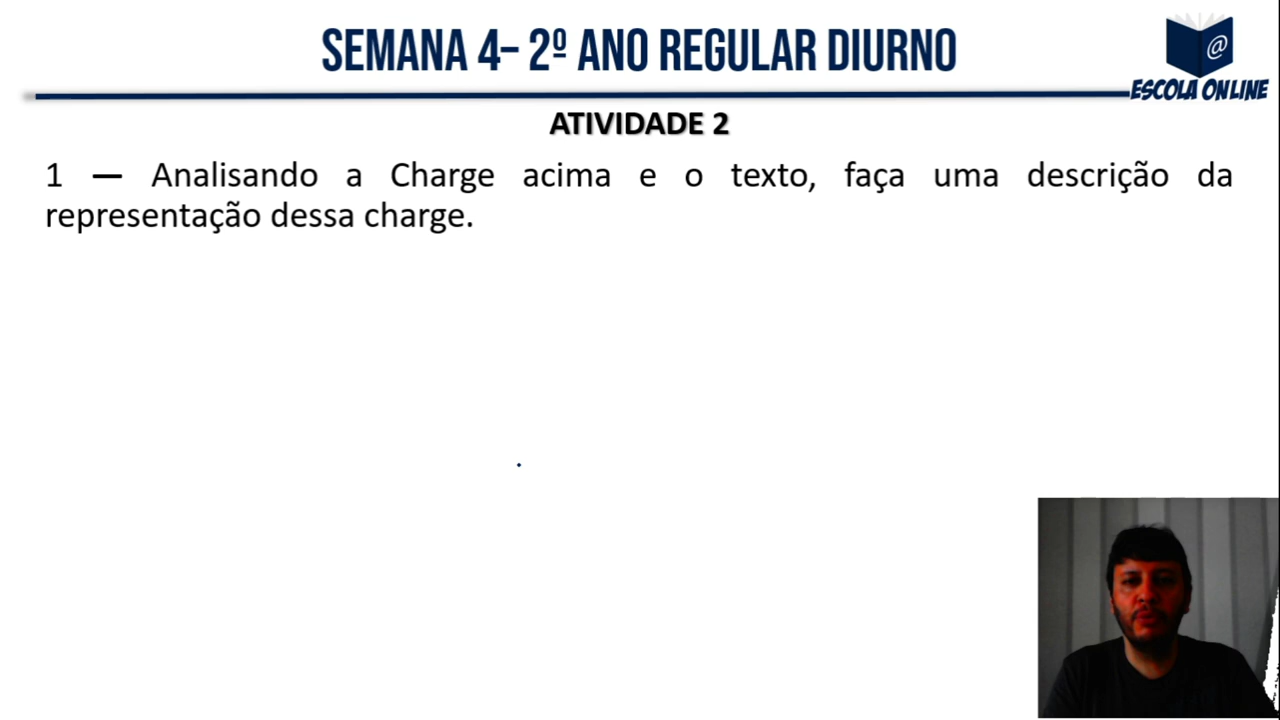 SEMANA 4– 2º ANO REGULAR DIURNO
@
ESCOLA ONLINE
ATIVIDADE 2
1 — Analisando a Charge acima e o texto, faça uma descrição da
representação dessa charge.